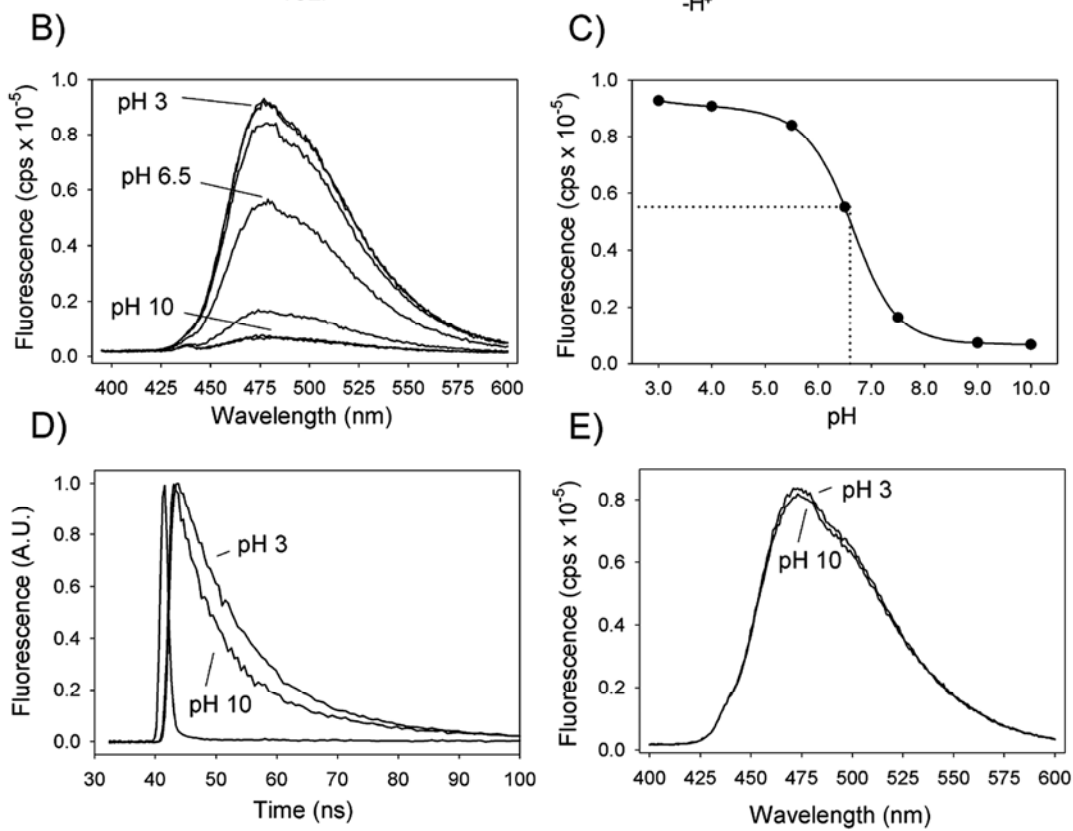 -H⁺
B)
C)
Fluorescence (cps x 10⁻⁵)
1.0
0.8
0.6
0.4
0.2
0.0
pH 3
pH 6.5
pH 10
400 425 450 475 500 525 550 575 600
Wavelength (nm)
Fluorescence (cps x 10⁻⁵)
1.0
0.8
0.6
0.4
0.2
0.0
3.0 4.0 5.0 6.0 7.0 8.0 9.0 10.0
pH
D)
E)
Fluorescence (A.U.)
1.0
0.8
0.6
0.4
0.2
0.0
pH 3
pH 10
30 40 50 60 70 80 90 100
Time (ns)
Fluorescence (cps x 10⁻⁵)
0.8
0.6
0.4
0.2
0.0
pH 3
pH 10
400 425 450 475 500 525 550 575 600
Wavelength (nm)